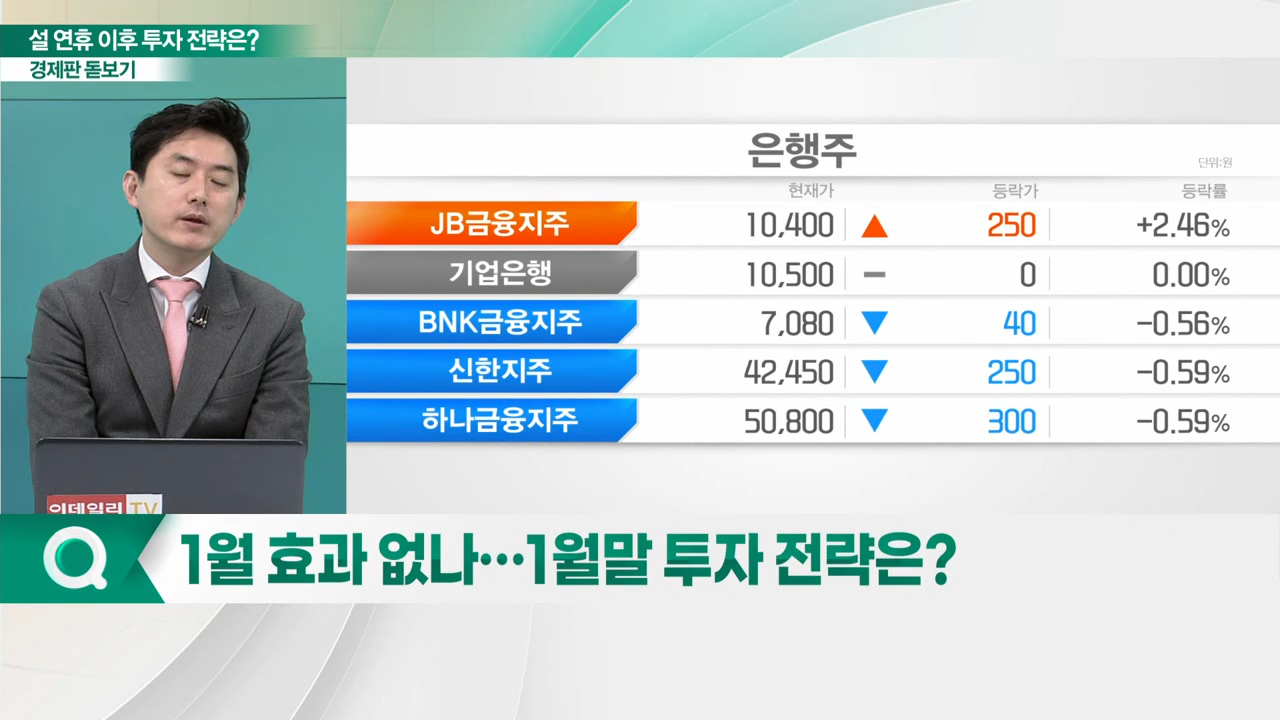 설 연휴 이후 투자 전략은?
경제판 돋보기
은행주
단위:원
현재가 등락가 등락률
JB금융지주 10,400 ▲ 250 +2.46%
기업은행 10,500 − 0 0.00%
BNK금융지주 7,080 ▼ 40 -0.56%
신한지주 42,450 ▼ 250 -0.59%
하나금융지주 50,800 ▼ 300 -0.59%
이데일리 TV
1월 효과 없나…1월말 투자 전략은?